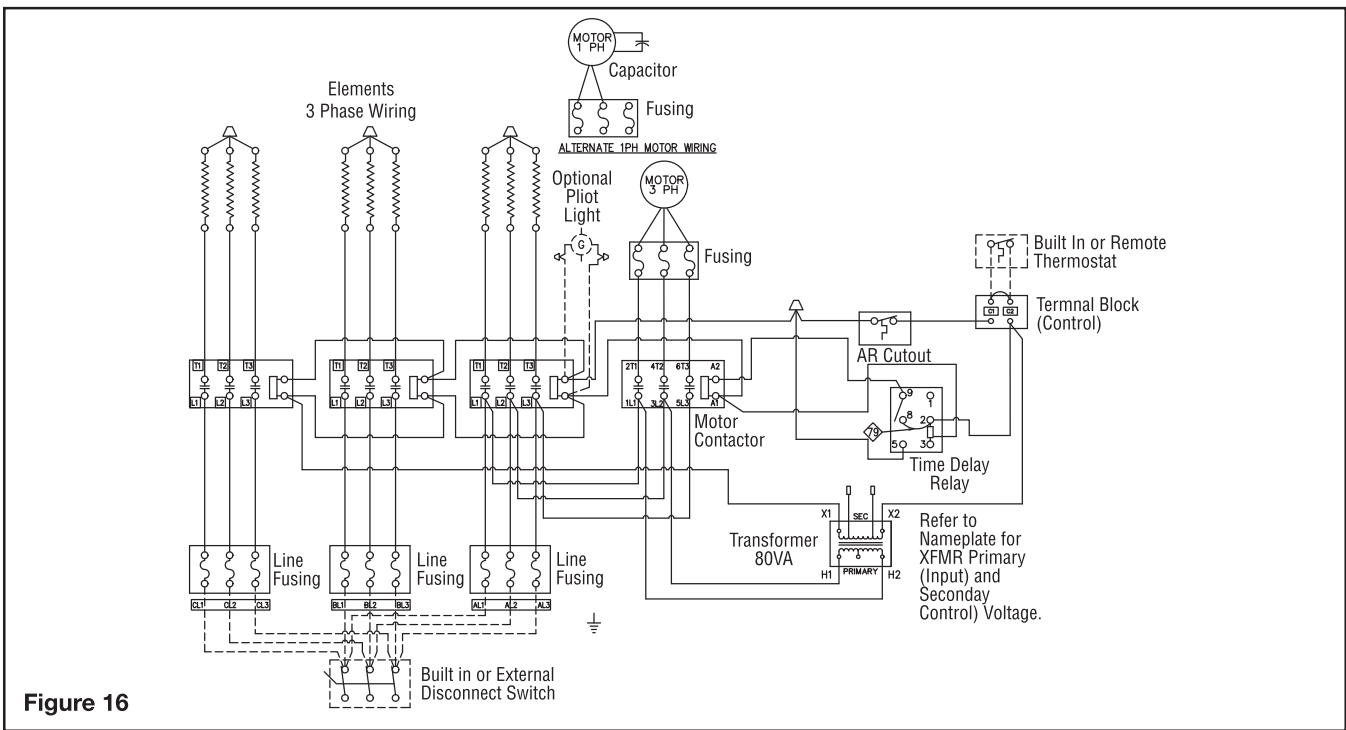 MOTOR
1 PH
Capacitor
Fusing
ALTERNATE 1PH MOTOR WIRING
Elements
3 Phase Wiring
Optional
Pliot
Light
G
MOTOR
3 PH
Fusing
Built In or Remote
Thermostat
C1 C2
Termnal Block
(Control)
AR Cutout
T1 T2 T3
L1 L2 L3
T1 T2 T3
L1 L2 L3
T1 T2 T3
L1 L2 L3
2T1 4T2 6T3 A2
1L1 3L2 5L3 A1
Motor
Contactor
9 1
8 2
79
5 3
Time Delay
Relay
X1 SEC X2
Transformer
80VA
H1 PRIMARY H2
Refer to
Nameplate for
XFMR Primary
(Input) and
Seconday
Control) Voltage.
Line
Fusing
Line
Fusing
Line
Fusing
CL1 CL2 CL3
BL1 BL2 BL3
AL1 AL2 AL3
Built in or External
Disconnect Switch
Figure 16